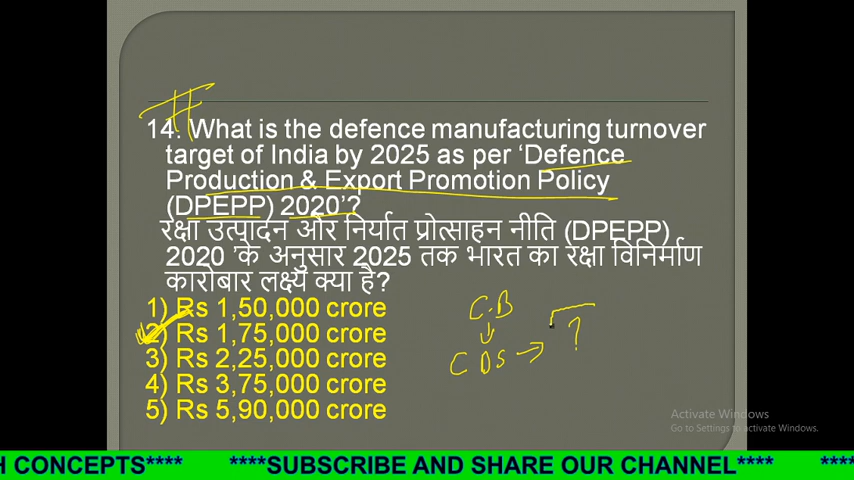 14. What is the defence manufacturing turnover
target of India by 2025 as per ‘Defence
Production & Export Promotion Policy
(DPEPP) 2020’?
रक्षा उत्पादन और निर्यात प्रोत्साहन नीति (DPEPP)
2020 ’के अनुसार 2025 तक भारत का रक्षा विनिर्माण
कारोबार लक्ष्य क्या है?
1) Rs 1,50,000 crore
2) Rs 1,75,000 crore
3) Rs 2,25,000 crore
4) Rs 3,75,000 crore
5) Rs 5,90,000 crore
C.B
CDS → ?
Activate Windows
Go to Settings to activate Windows.
H CONCEPTS**** ****SUBSCRIBE AND SHARE OUR CHANNEL**** **